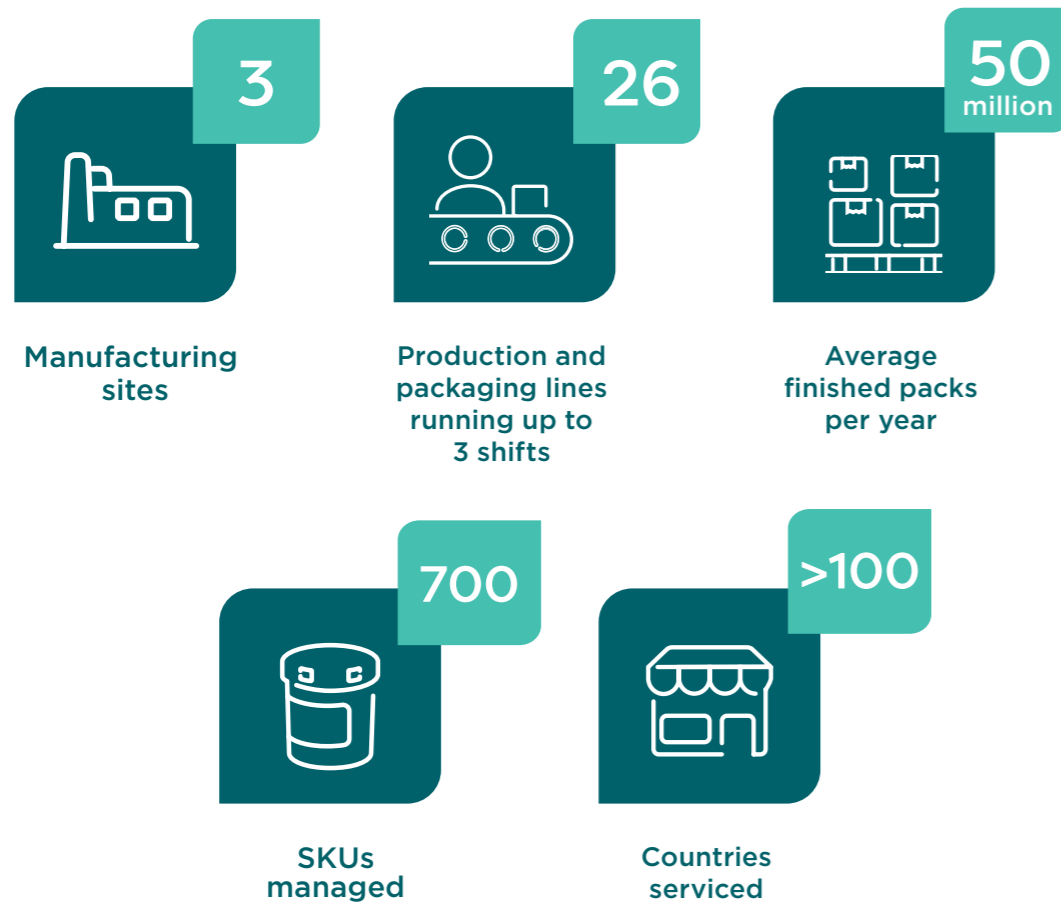 3
Manufacturing
sites
26
Production and
packaging lines
running up to
3 shifts
50
million
Average
finished packs
per year
700
SKUs
managed
>100
Countries
serviced